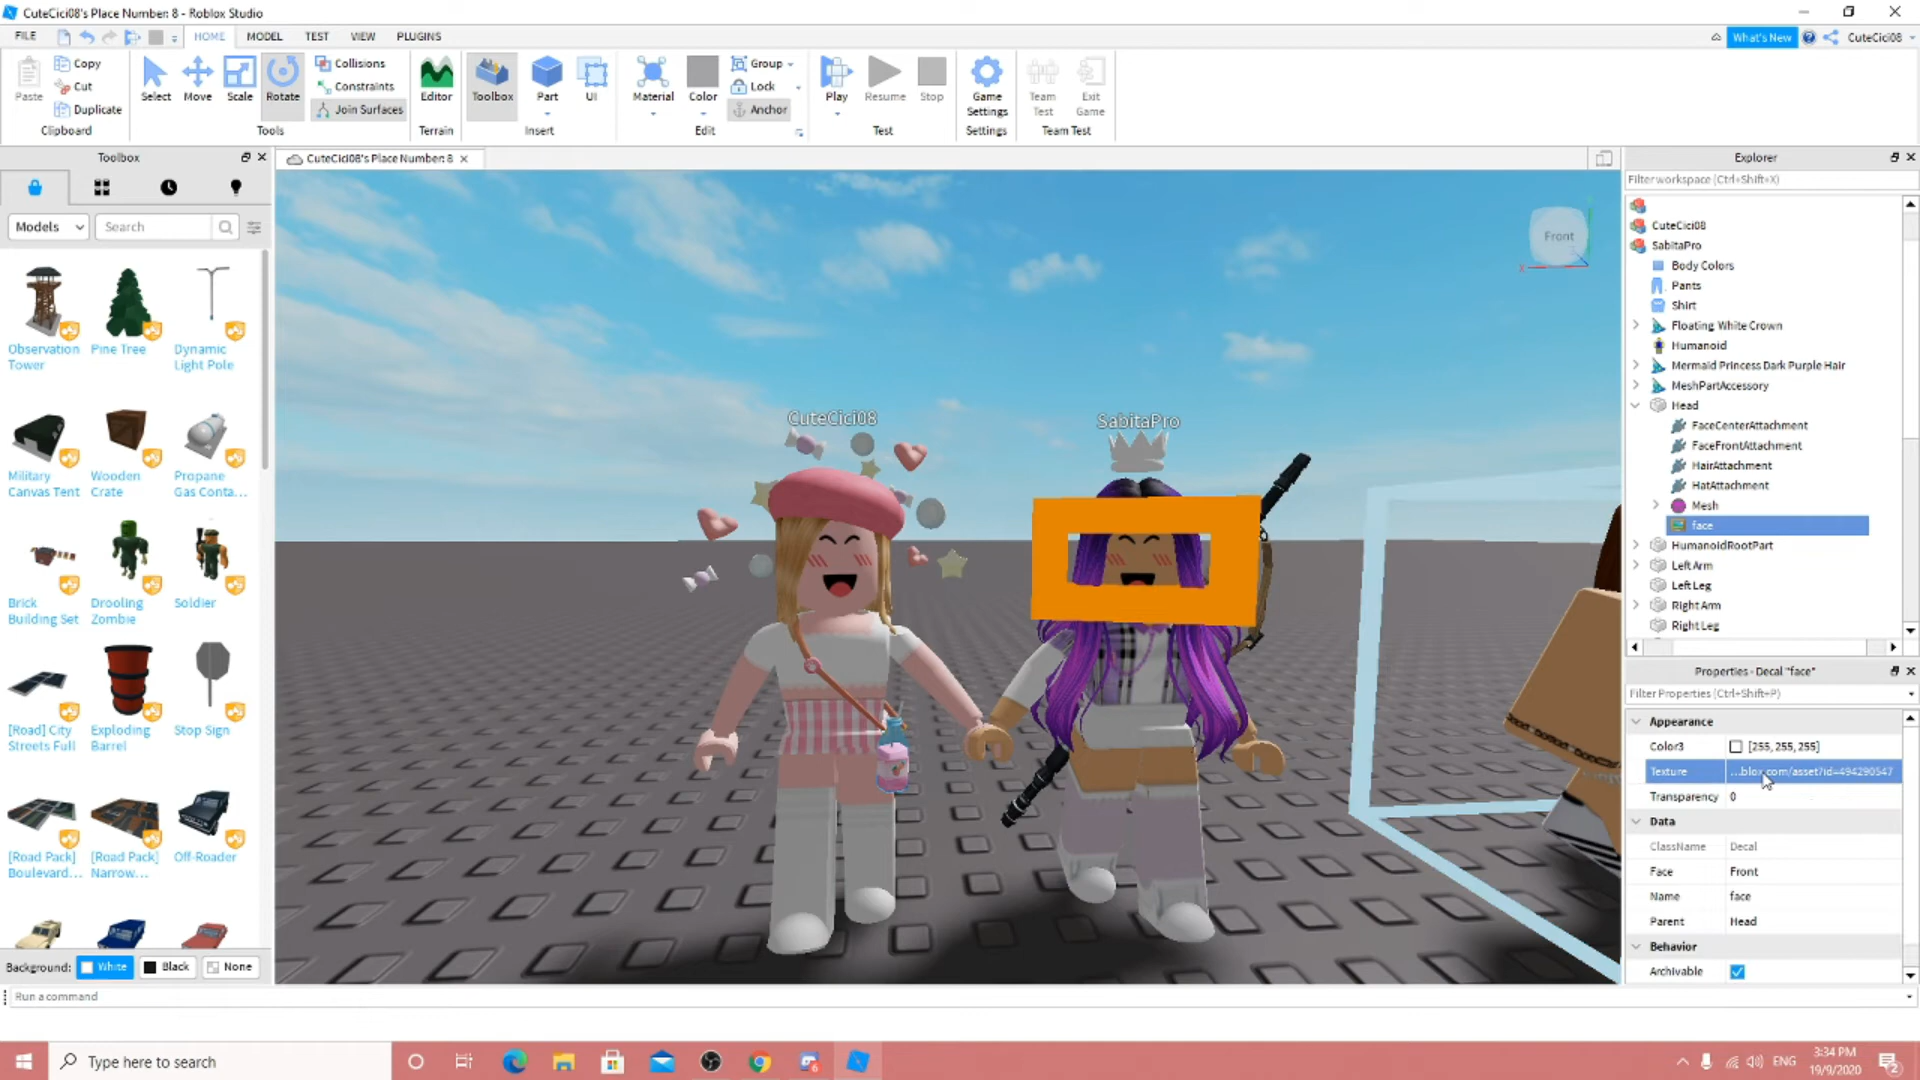 CuteCici08's Place Number: 8 - Roblox Studio
FILE HOME MODEL TEST VIEW PLUGINS What's New CuteCici08
Paste Copy Cut Duplicate Select Move Scale Rotate Collisions Constraints Join Surfaces Editor Toolbox Part UI Material Color Group Lock Anchor Play Resume Stop Game Settings Team Test Exit Game
Clipboard Tools Terrain Insert Edit Test Settings Team Test
Toolbox
Models Search
Observation Tower
Pine Tree
Dynamic Light Pole
Military Canvas Tent
Wooden Crate
Propane Gas Conta...
Brick Building Set
Drooling Zombie
Soldier
[Road] City Streets Full
Exploding Barrel
Stop Sign
[Road Pack] Boulevard...
[Road Pack] Narrow...
Off-Roader
Background: White Black None
Run a command
CuteCici08's Place Number: 8
Front
X
CuteCici08
SabitaPro
Explorer
Filter workspace (Ctrl+Shift+X)
CuteCici08
SabitaPro
Body Colors
Pants
Shirt
Floating White Crown
Humanoid
Mermaid Princess Dark Purple Hair
MeshPartAccessory
Head
FaceCenterAttachment
FaceFrontAttachment
HairAttachment
HatAttachment
Mesh
face
HumanoidRootPart
Left Arm
Left Leg
Right Arm
Right Leg
Properties - Decal "face"
Filter Properties (Ctrl+Shift+P)
Appearance
Color3 [255, 255, 255]
Texture ...blox.com/asset?id=494290547
Transparency 0
Data
ClassName Decal
Face Front
Name face
Parent Head
Behavior
Archivable
Type here to search
6
ENG
3:34 PM
19/9/2020
2